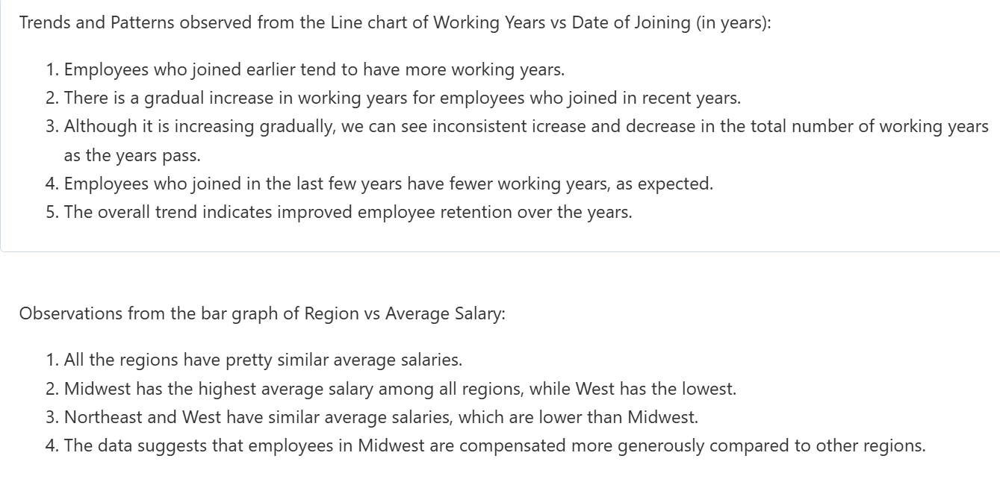 Trends and Patterns observed from the Line chart of Working Years vs Date of Joining (in years):
1. Employees who joined earlier tend to have more working years.
2. There is a gradual increase in working years for employees who joined in recent years.
3. Although it is increasing gradually, we can see inconsistent icrease and decrease in the total number of working years
as the years pass.
4. Employees who joined in the last few years have fewer working years, as expected.
5. The overall trend indicates improved employee retention over the years.
Observations from the bar graph of Region vs Average Salary:
1. All the regions have pretty similar average salaries.
2. Midwest has the highest average salary among all regions, while West has the lowest.
3. Northeast and West have similar average salaries, which are lower than Midwest.
4. The data suggests that employees in Midwest are compensated more generously compared to other regions.